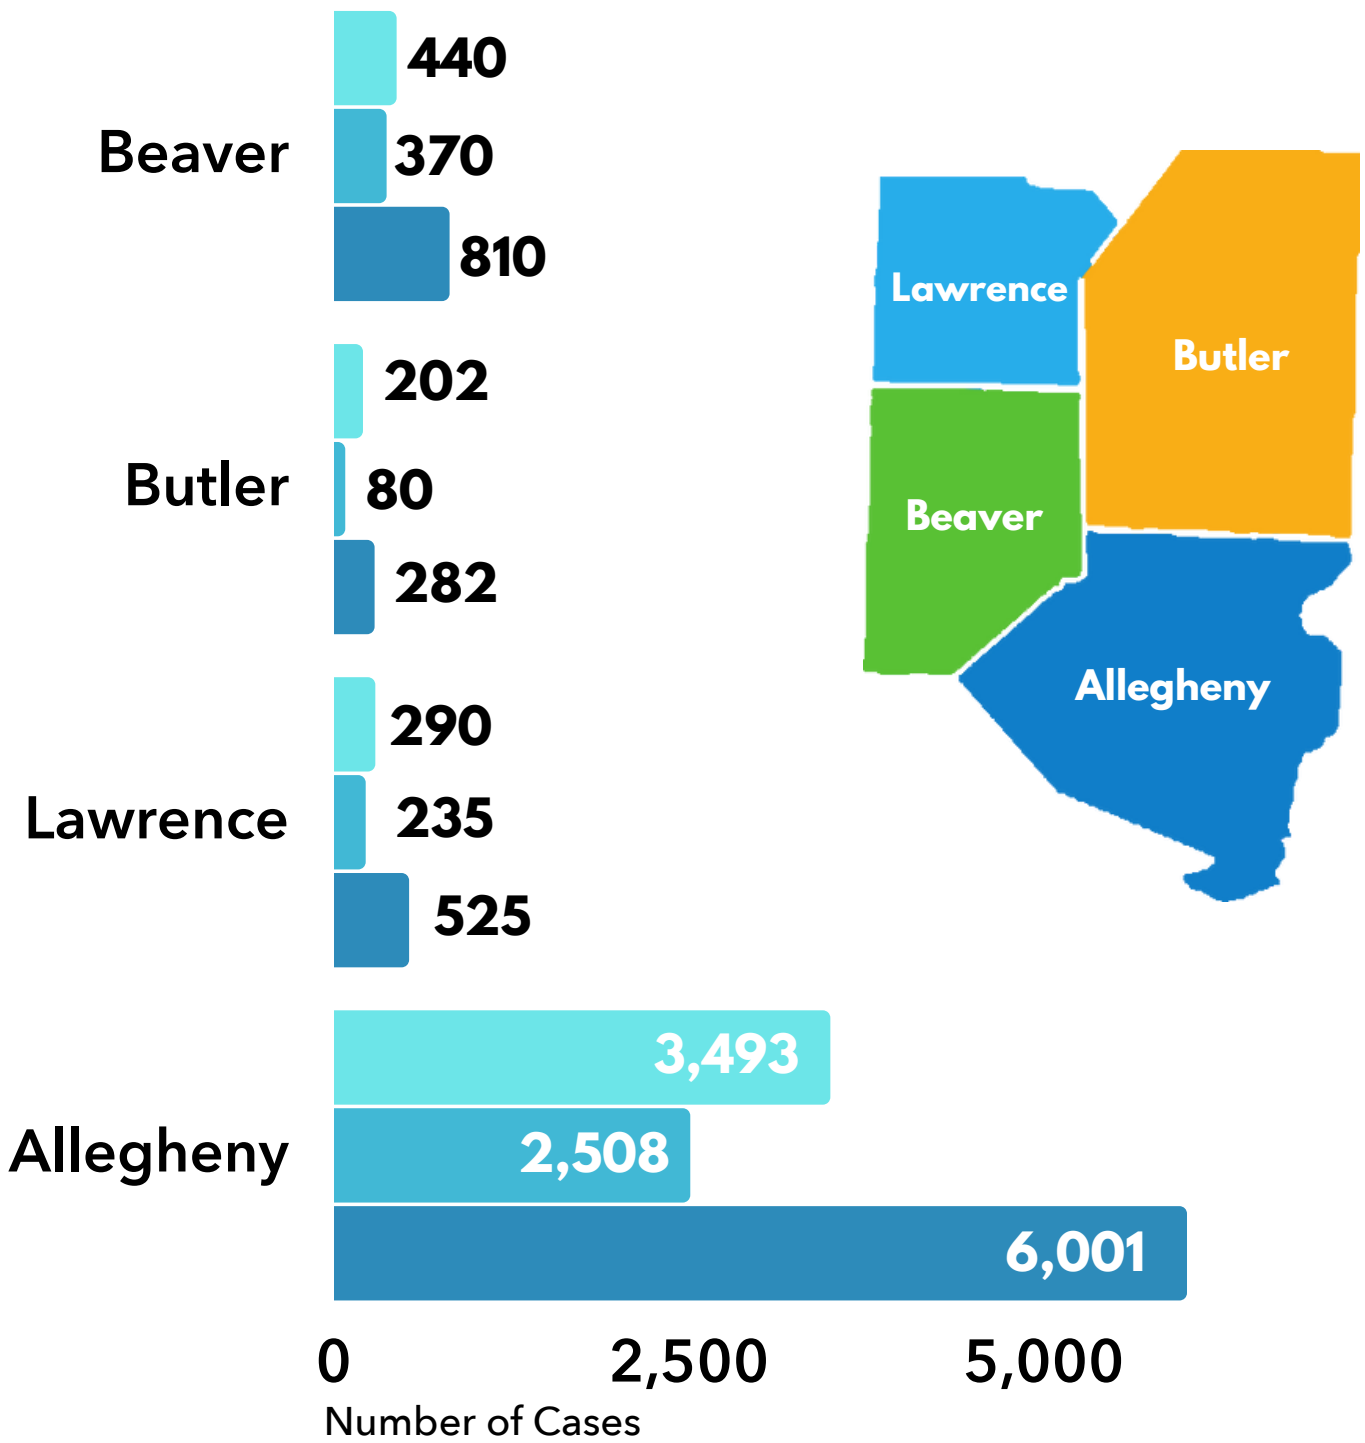 440
Beaver
370
810
202
Butler
80
282
290
Lawrence
235
525
3,493
Allegheny
2,508
6,001
0
2,500
5,000
Number of Cases
Lawrence
Butler
Beaver
Allegheny